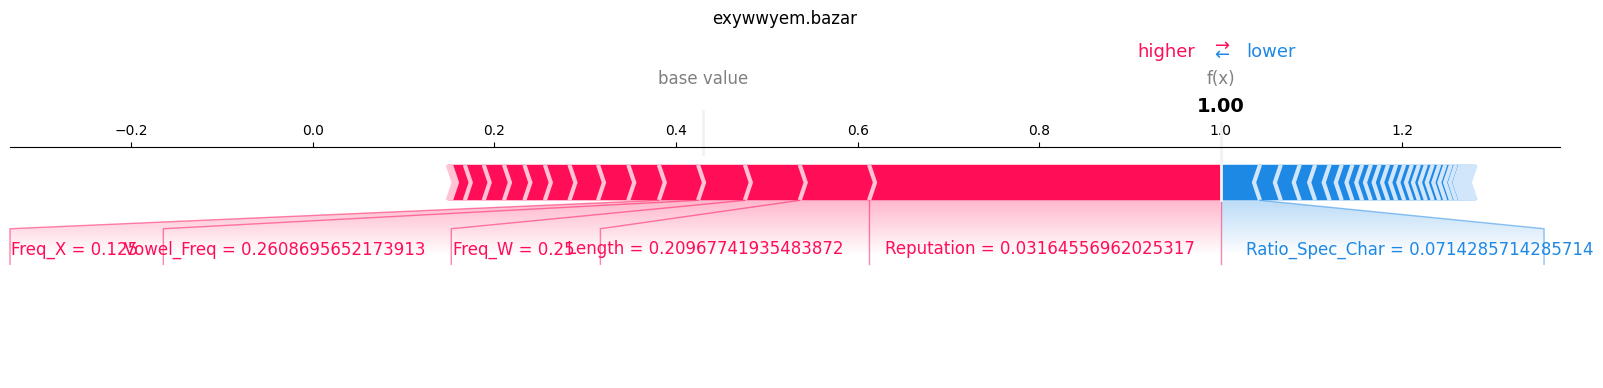 exywwyem.bazar
higher ⇄ lower
base value f(x)
1.00
−0.2 0.0 0.2 0.4 0.6 0.8 1.0 1.2
Freq_X = 0.125 Vowel_Freq = 0.2608695652173913 Freq_W = 0.25 Length = 0.20967741935483872 Reputation = 0.03164556962025317 Ratio_Spec_Char = 0.0714285714285714